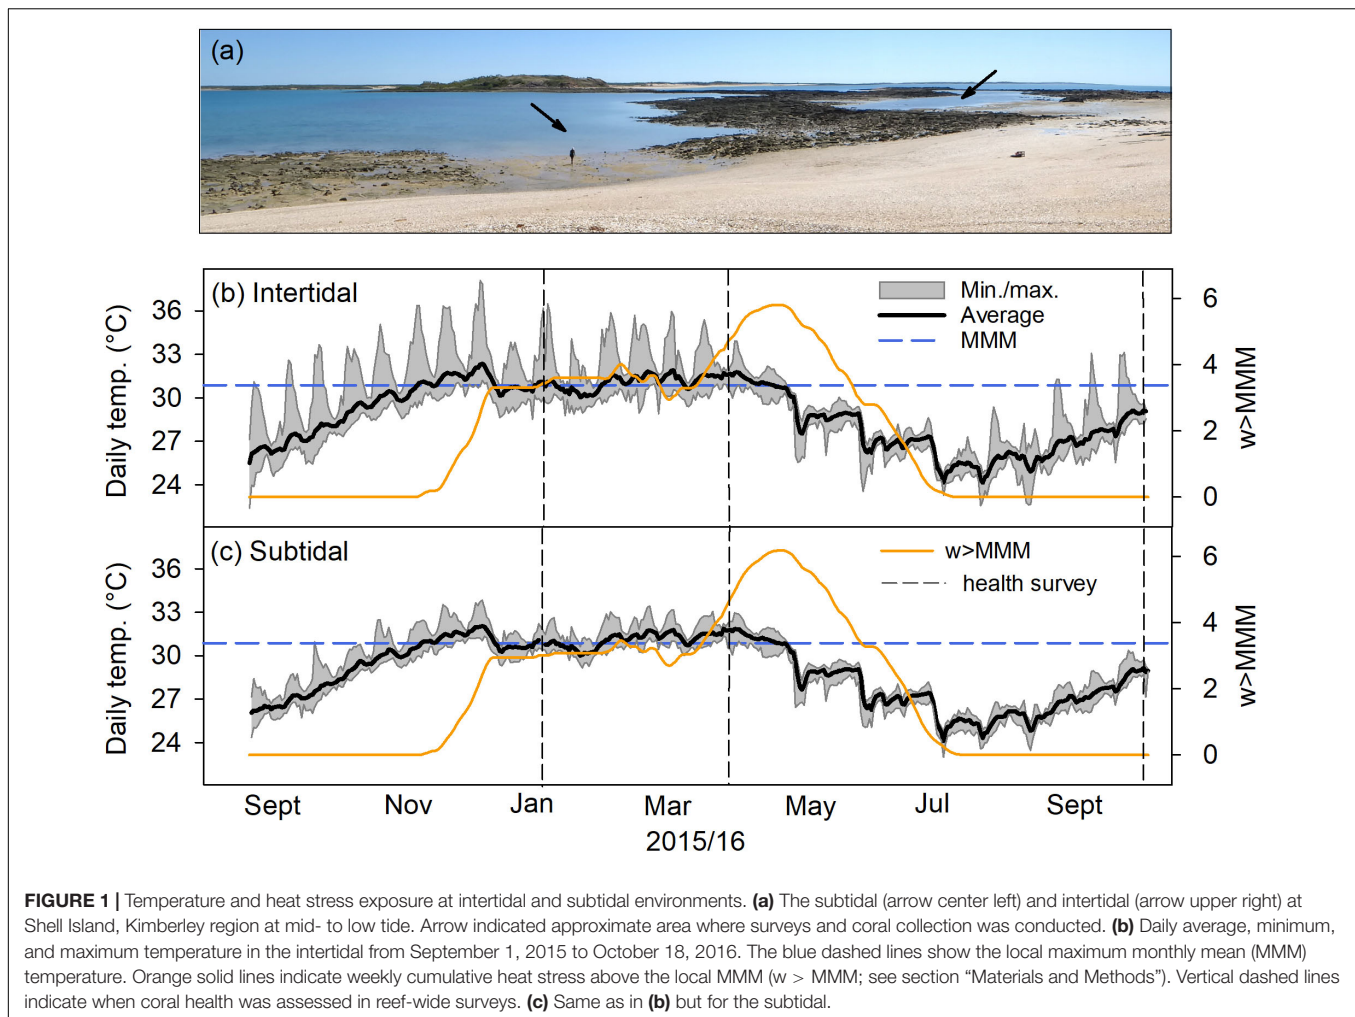 (a)
(b) Intertidal
Min./max.
Average
MMM
36
33
30
27
24
Daily temp. (°C)
6
4
2
0
w>MMM
(c) Subtidal
w>MMM
health survey
36
33
30
27
24
Daily temp. (°C)
6
4
2
0
w>MMM
Sept Nov Jan Mar May Jul Sept
2015/16
FIGURE 1 | Temperature and heat stress exposure at intertidal and subtidal environments. (a) The subtidal (arrow center left) and intertidal (arrow upper right) at
Shell Island, Kimberley region at mid- to low tide. Arrow indicated approximate area where surveys and coral collection was conducted. (b) Daily average, minimum,
and maximum temperature in the intertidal from September 1, 2015 to October 18, 2016. The blue dashed lines show the local maximum monthly mean (MMM)
temperature. Orange solid lines indicate weekly cumulative heat stress above the local MMM (w > MMM; see section “Materials and Methods”). Vertical dashed lines
indicate when coral health was assessed in reef-wide surveys. (c) Same as in (b) but for the subtidal.